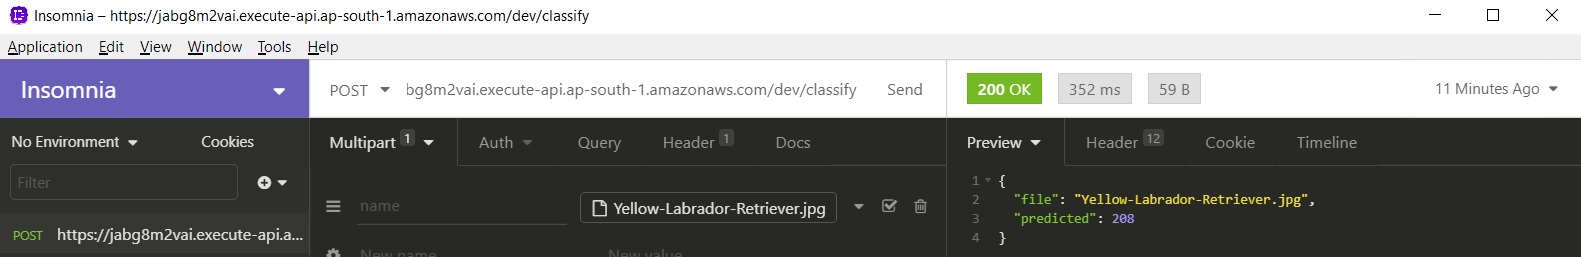 Insomnia – https://jabg8m2vai.execute-api.ap-south-1.amazonaws.com/dev/classify
Application Edit View Window Tools Help
Insomnia
POST bg8m2vai.execute-api.ap-south-1.amazonaws.com/dev/classify Send
200 OK 352 ms 59 B 11 Minutes Ago
No Environment Cookies
Multipart 1 Auth Query Header 1 Docs
Preview Header 12 Cookie Timeline
Filter
POST https://jabg8m2vai.execute-api.a...
name Yellow-Labrador-Retriever.jpg
New name New value
1 {
2 "file": "Yellow-Labrador-Retriever.jpg",
3 "predicted": 208
4 }